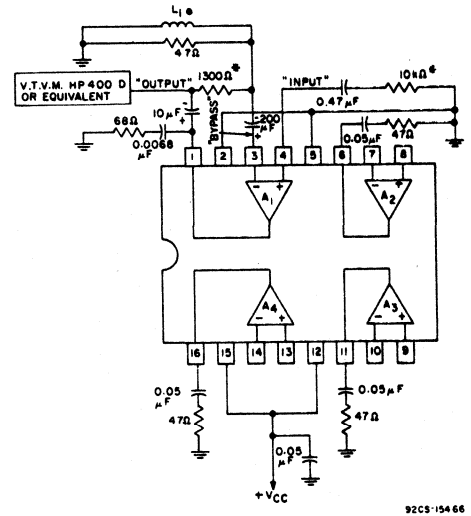 L1 ⊕
47Ω
V.T.V.M. HP 400 D
OR EQUIVALENT
"OUTPUT"
1300Ω*
"INPUT"
10kΩ*
0.47μF
10μF
+
"BYPASS"
-
200
μF
+
68Ω
0.0068
μF
0.05μF
47Ω
1 2 3 4 5 6 7 8
- + - +
A1 A2
A4 A3
- + - +
16 15 14 13 12 11 10 9
0.05
μF
47Ω
0.05μF
47Ω
0.05
μF
+VCC
92CS-15466